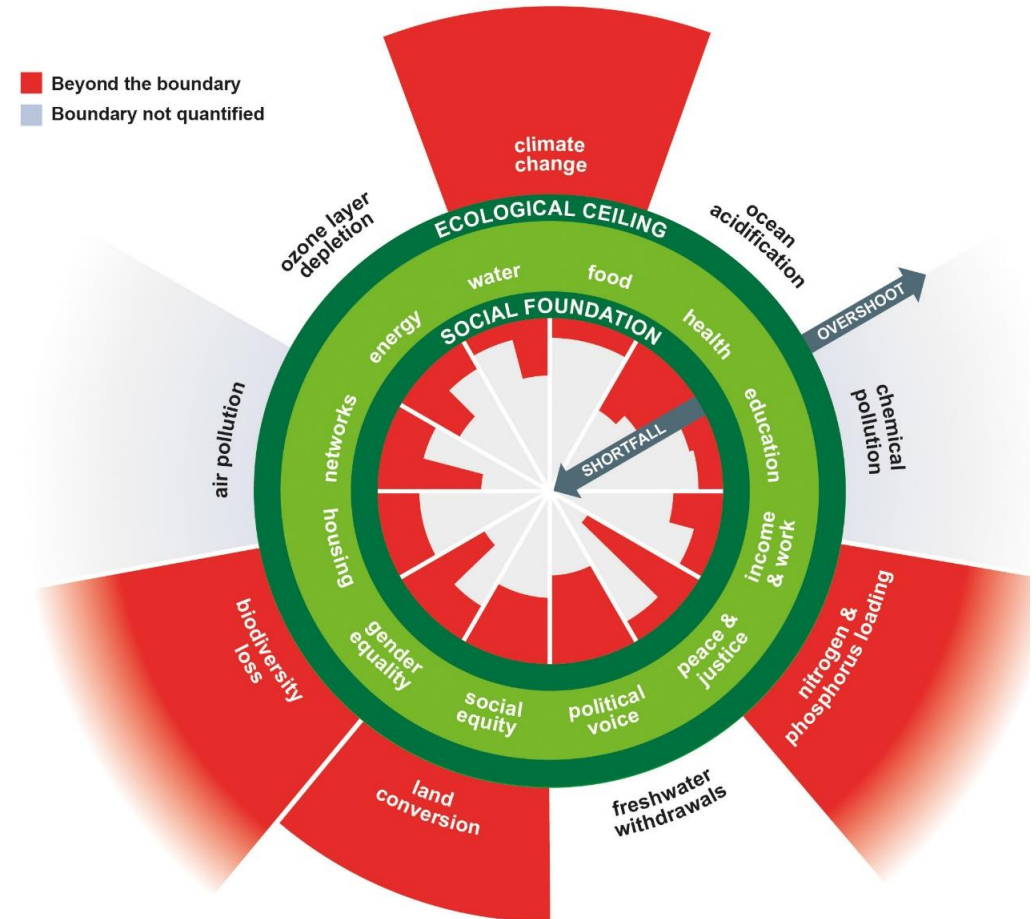 Beyond the boundary
Boundary not quantified
climate
change
ozone layer
depletion
ocean
acidification
ECOLOGICAL CEILING
OVERSHOOT
water
food
energy
health
SOCIAL FOUNDATION
networks
education
SHORTFALL
air pollution
chemical
pollution
housing
income
& work
biodiversity
loss
gender
equality
social
equity
political
voice
peace &
justice
nitrogen &
phosphorus loading
land
conversion
freshwater
withdrawals